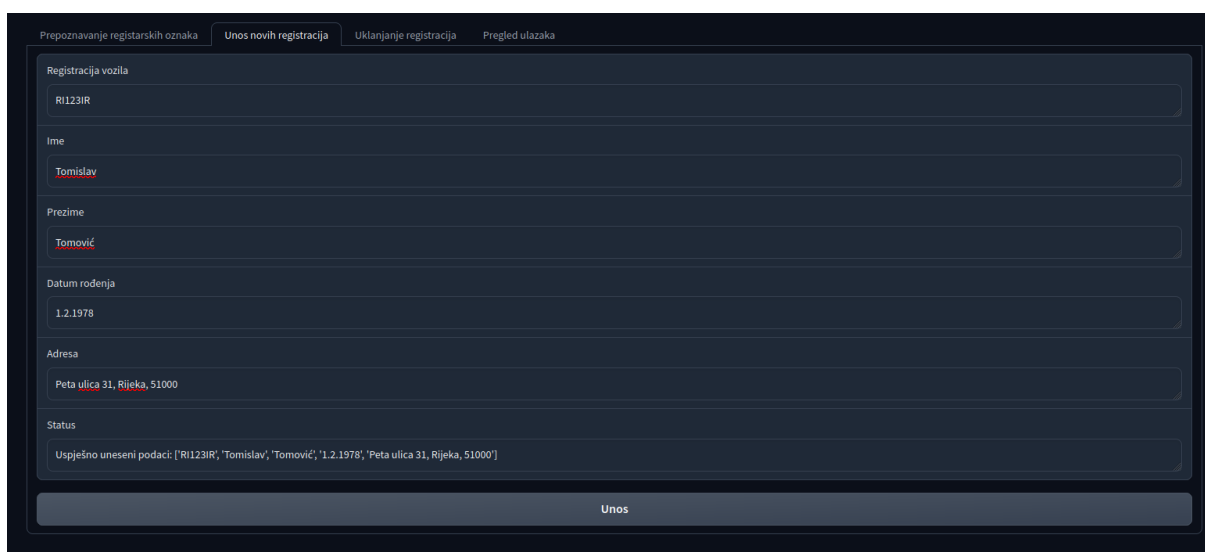 Prepoznavanje registarskih oznaka Unos novih registracija Uklanjanje registracija Pregled ulazaka
Registracija vozila
RI123IR
Ime
Tomislav
Prezime
Tomović
Datum rođenja
1.2.1978
Adresa
Peta ulica 31, Rijeka, 51000
Status
Uspješno uneseni podaci: ['RI123IR', 'Tomislav', 'Tomović', '1.2.1978', 'Peta ulica 31, Rijeka, 51000']
Unos